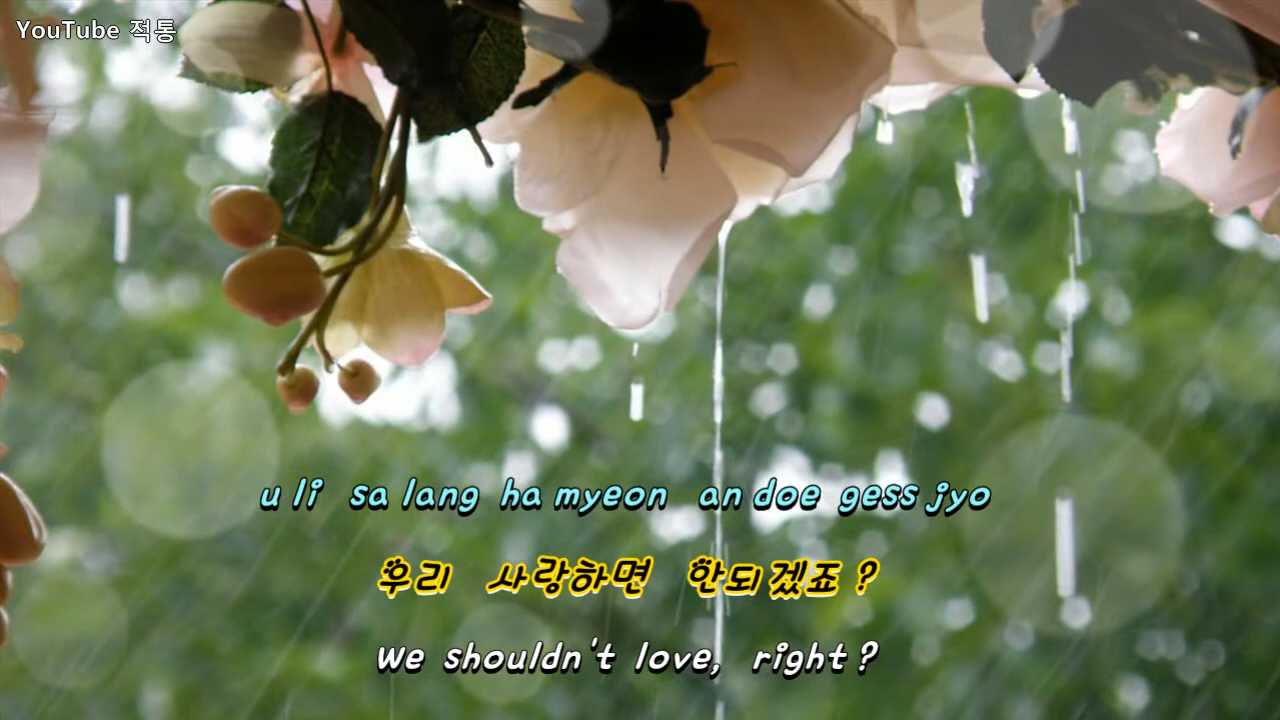 YouTube 적통
u li sa lang ha myeon an doe gess jyo
우리 사랑하면 안되겠죠?
We shouldn't love, right?